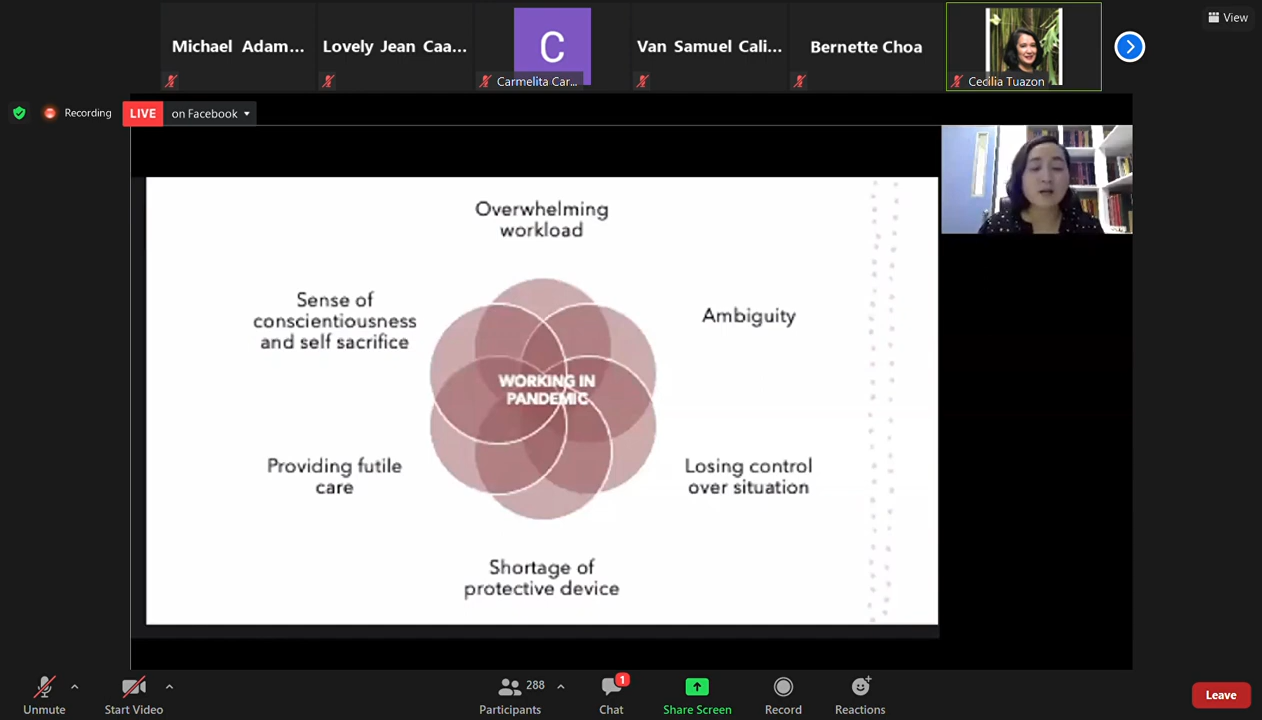 Michael Adam...
Lovely Jean Caa...
C
Carmelita Car...
Van Samuel Cali...
Bernette Choa
Cecilia Tuazon
View
Recording
LIVE
on Facebook
Overwhelming
workload
Sense of
conscientiousness
and self sacrifice
Ambiguity
WORKING IN
PANDEMIC
Providing futile
care
Losing control
over situation
Shortage of
protective device
Unmute
Start Video
288
Participants
1
Chat
Share Screen
Record
Reactions
Leave